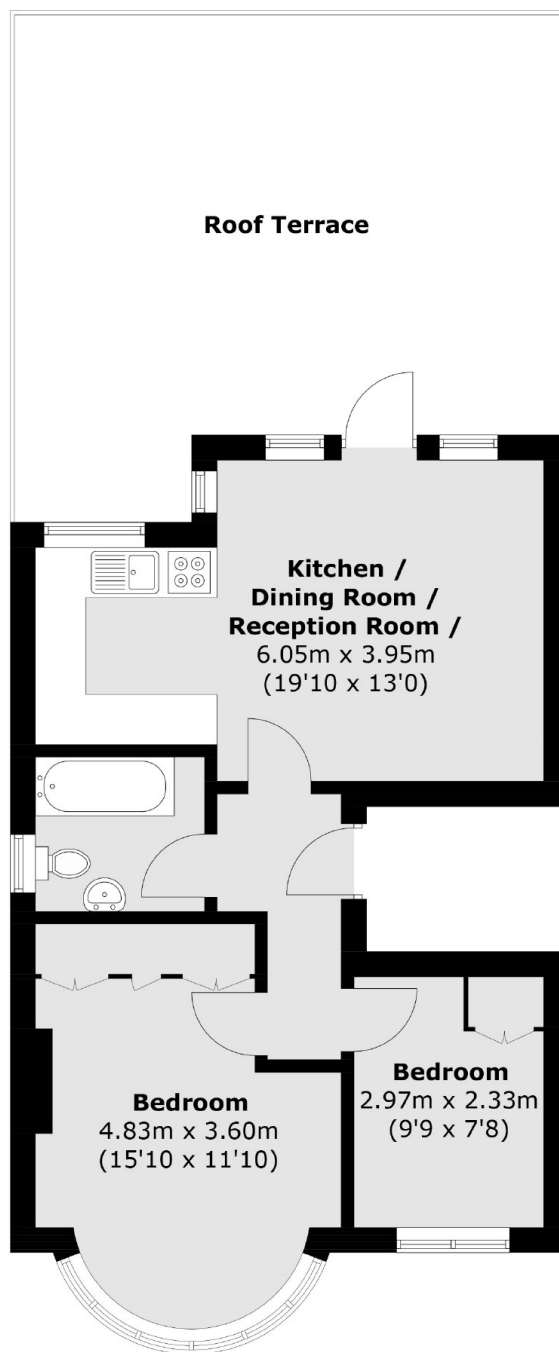 Roof Terrace
Kitchen /
Dining Room /
Reception Room /
6.05m x 3.95m
(19'10 x 13'0)
Bedroom
4.83m x 3.60m
(15'10 x 11'10)
Bedroom
2.97m x 2.33m
(9'9 x 7'8)